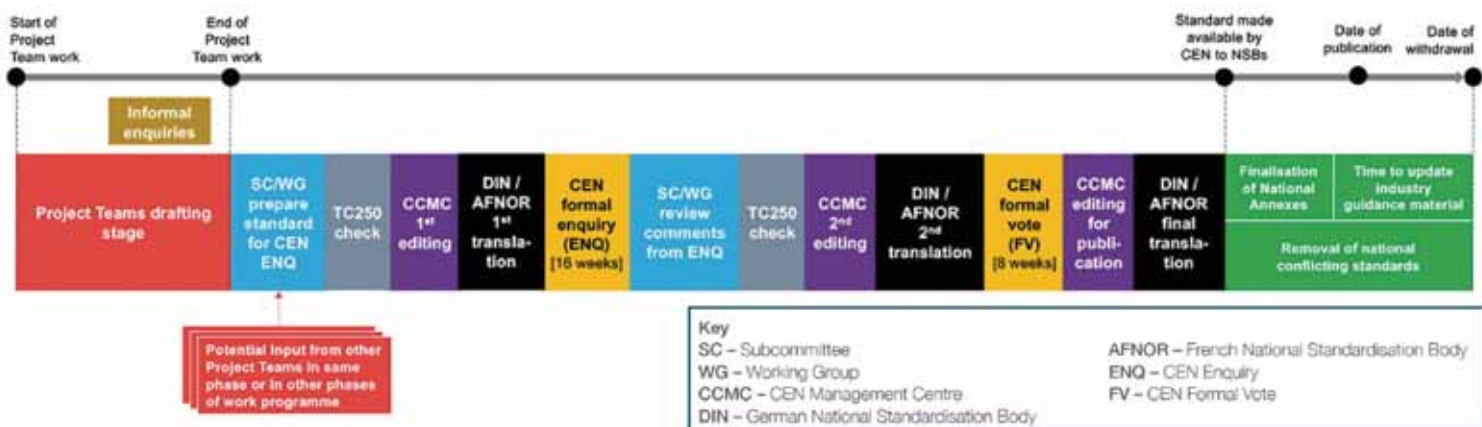 Start of
Project
Team work
End of
Project
Team work
Standard made
available by
CEN to NSBs
Date of
publication
Date of
withdrawal
Informal
enquiries
Project Teams drafting
stage
SC/WG
prepare
standard
for CEN
ENQ
TC250
check
CCMC
1st
editing
DIN /
AFNOR
1st
transla-
tion
CEN
formal
enquiry
(ENQ)
[16 weeks]
SC/WG
review
comments
from ENQ
TC250
check
CCMC
2nd
editing
DIN /
AFNOR
2nd
translation
CEN
formal
vote
(FV)
[8 weeks]
CCMC
editing
for
publi-
cation
DIN /
AFNOR
final
transla-
tion
Finalisation
of National
Annexes
Time to update
industry
guidance material
Removal of national
conflicting standards
Potential Input from other
Project Teams in same
phase or in other phases
of work programme
Key
SC – Subcommittee
WG – Working Group
CCMC – CEN Management Centre
DIN – German National Standardisation Body
AFNOR – French National Standardisation Body
ENQ – CEN Enquiry
FV – CEN Formal Vote